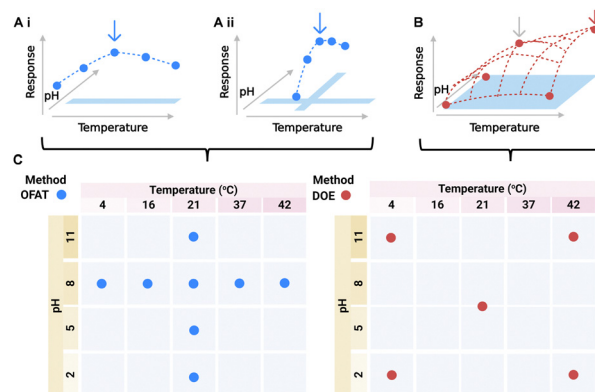 A i
Response
pH
Temperature
A ii
Response
pH
Temperature
B
Response
pH
Temperature
C
Method
OFAT
Temperature (°C)
4 16 21 37 42
pH
11
8
5
2
Method
DOE
Temperature (°C)
4 16 21 37 42
pH
11
8
5
2